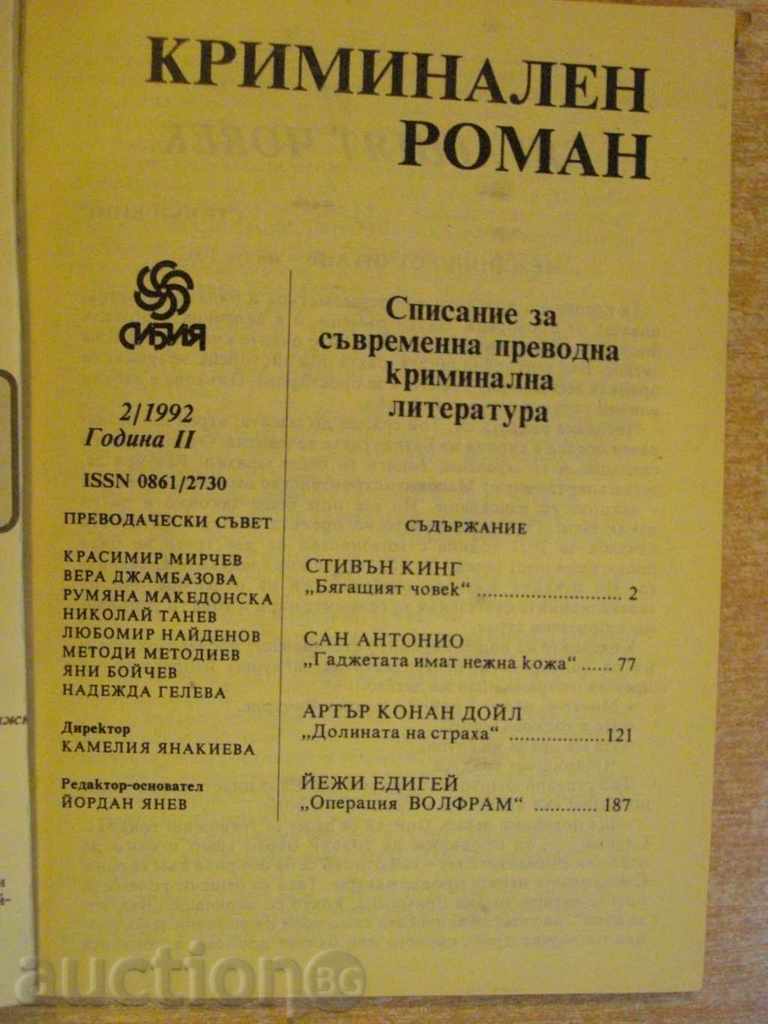 КРИМИНАЛЕН
РОМАН
СИБИЯ
2/1992
Година II
ISSN 0861/2730
ПРЕВОДАЧЕСКИ СЪВЕТ
КРАСИМИР МИРЧЕВ
ВЕРА ДЖАМБАЗОВА
РУМЯНА МАКЕДОНСКА
НИКОЛАЙ ТАНЕВ
ЛЮБОМИР НАЙДЕНОВ
МЕТОДИ МЕТОДИЕВ
ЯНИ БОЙЧЕВ
НАДЕЖДА ГЕЛЕВА
Директор
КАМЕЛИЯ ЯНАКИЕВА
Редактор-основател
ЙОРДАН ЯНЕВ
Списание за
съвременна преводна
криминална
литература
СЪДЪРЖАНИЕ
СТИВЪН КИНГ
„Бягащият човек“ ........................ 2
САН АНТОНИО
„Гаджетата имат нежна кожа“ ...... 77
АРТЪР КОНАН ДОЙЛ
„Долината на страха“ ..................121
ЙЕЖИ ЕДИГЕЙ
„Операция ВОЛФРАМ“ ............ 187
auctionBG